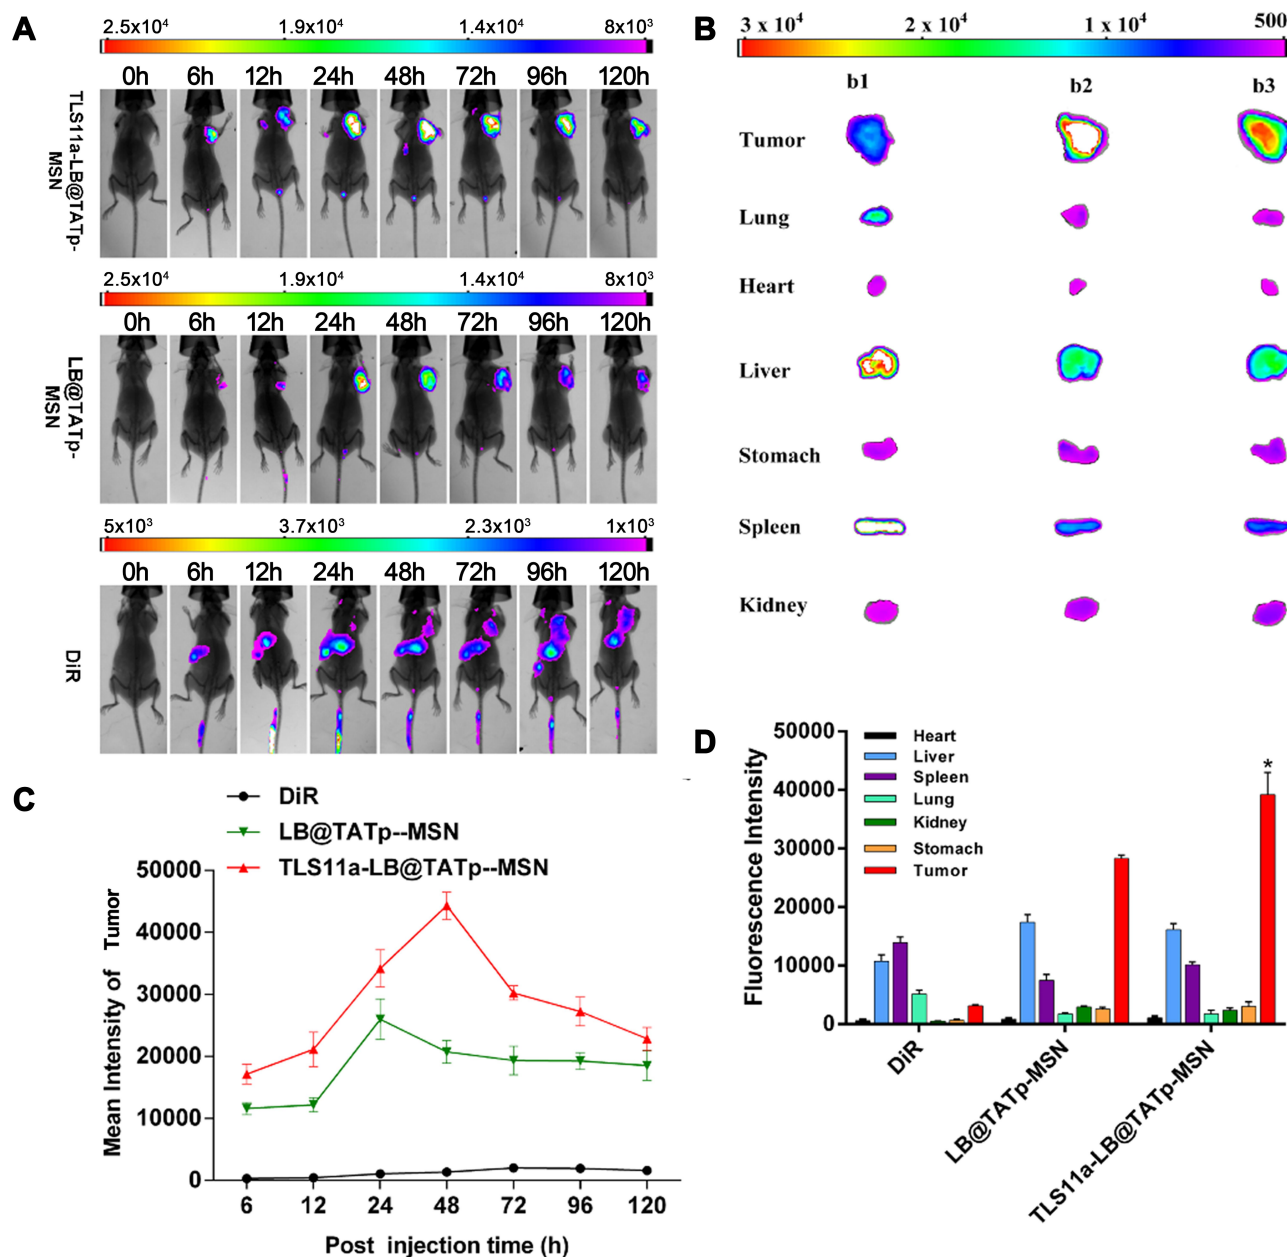 A
2.5x10⁴ 1.9x10⁴ 1.4x10⁴ 8x10³
0h 6h 12h 24h 48h 72h 96h 120h
TLS11a-LB@TATp-
MSN
2.5x10⁴ 1.9x10⁴ 1.4x10⁴ 8x10³
0h 6h 12h 24h 48h 72h 96h 120h
LB@TATp-
MSN
5x10³ 3.7x10³ 2.3x10³ 1x10³
0h 6h 12h 24h 48h 72h 96h 120h
DiR
B
3 x 10⁴ 2 x 10⁴ 1 x 10⁴ 500
b1 b2 b3
Tumor
Lung
Heart
Liver
Stomach
Spleen
Kidney
C
DiR
LB@TATp--MSN
TLS11a-LB@TATp--MSN
Mean Intensity of Tumor
50000
40000
30000
20000
10000
0
6 12 24 48 72 96 120
Post injection time (h)
D
Fluorescence Intensity
50000
40000
30000
20000
10000
0
Heart
Liver
Spleen
Lung
Kidney
Stomach
Tumor
*
DiR
LB@TATp-MSN
TLS11a-LB@TATp-MSN